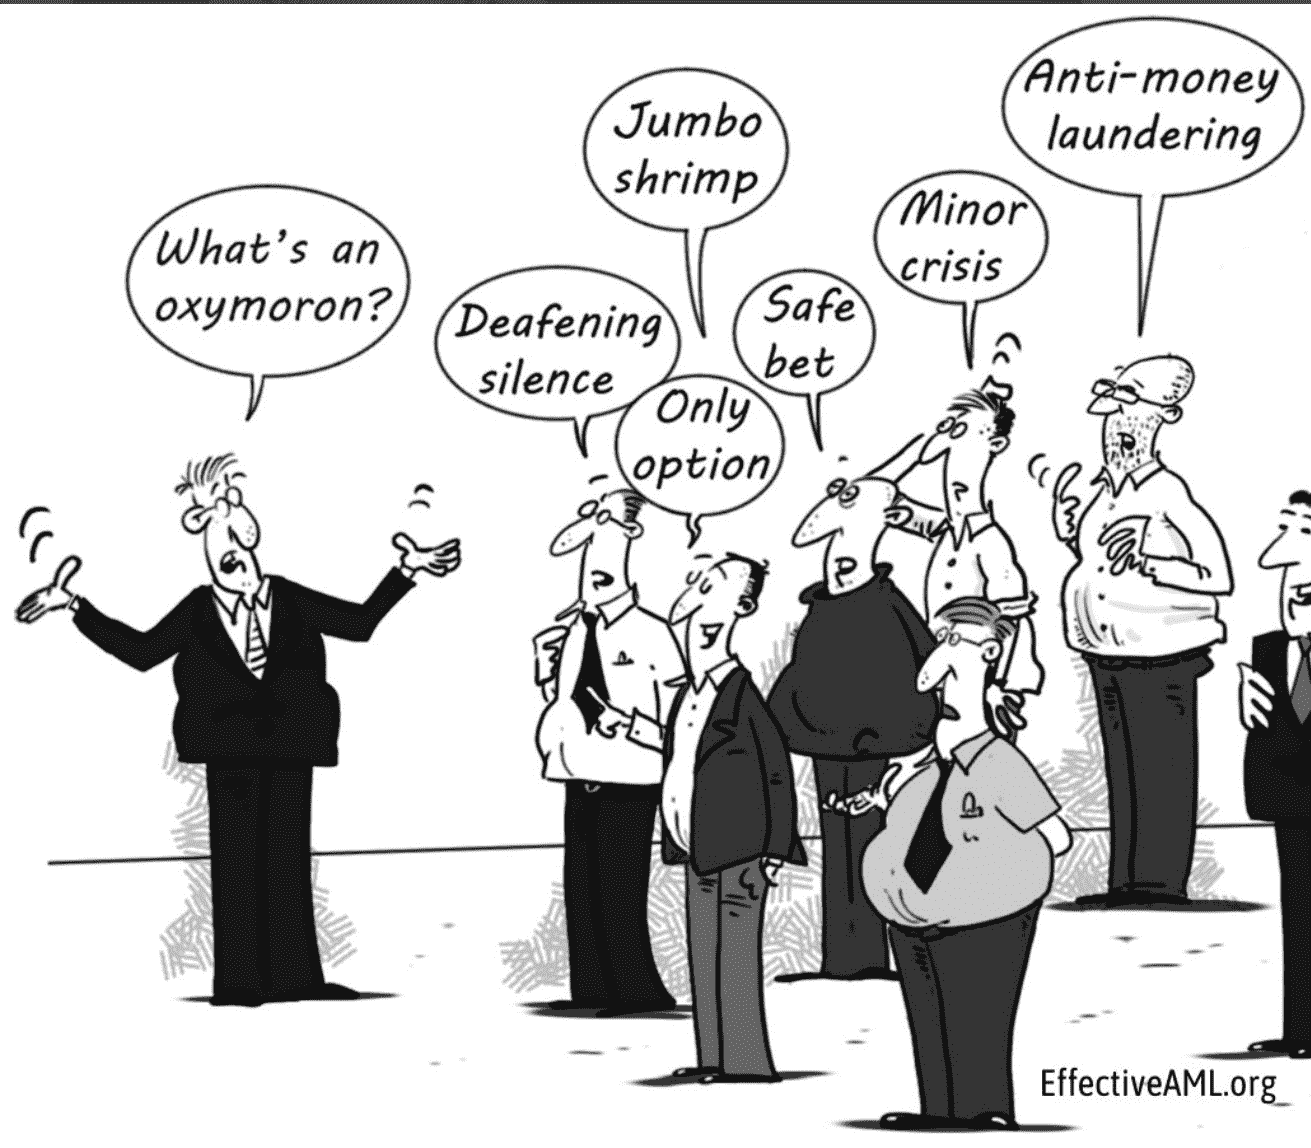 What's an
oxymoron?
Deafening
silence
Jumbo
shrimp
Only
option
Safe
bet
Minor
crisis
Anti-money
laundering
EffectiveAML.org